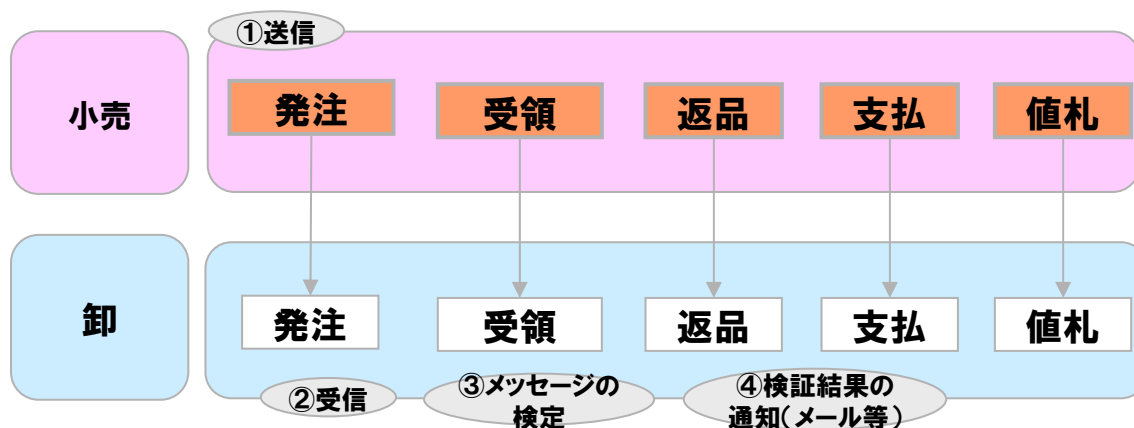 ①送信
小売
発注
受領
返品
支払
値札
卸
発注
受領
返品
支払
値札
②受信
③メッセージの
検定
④検証結果の
通知(メール等)